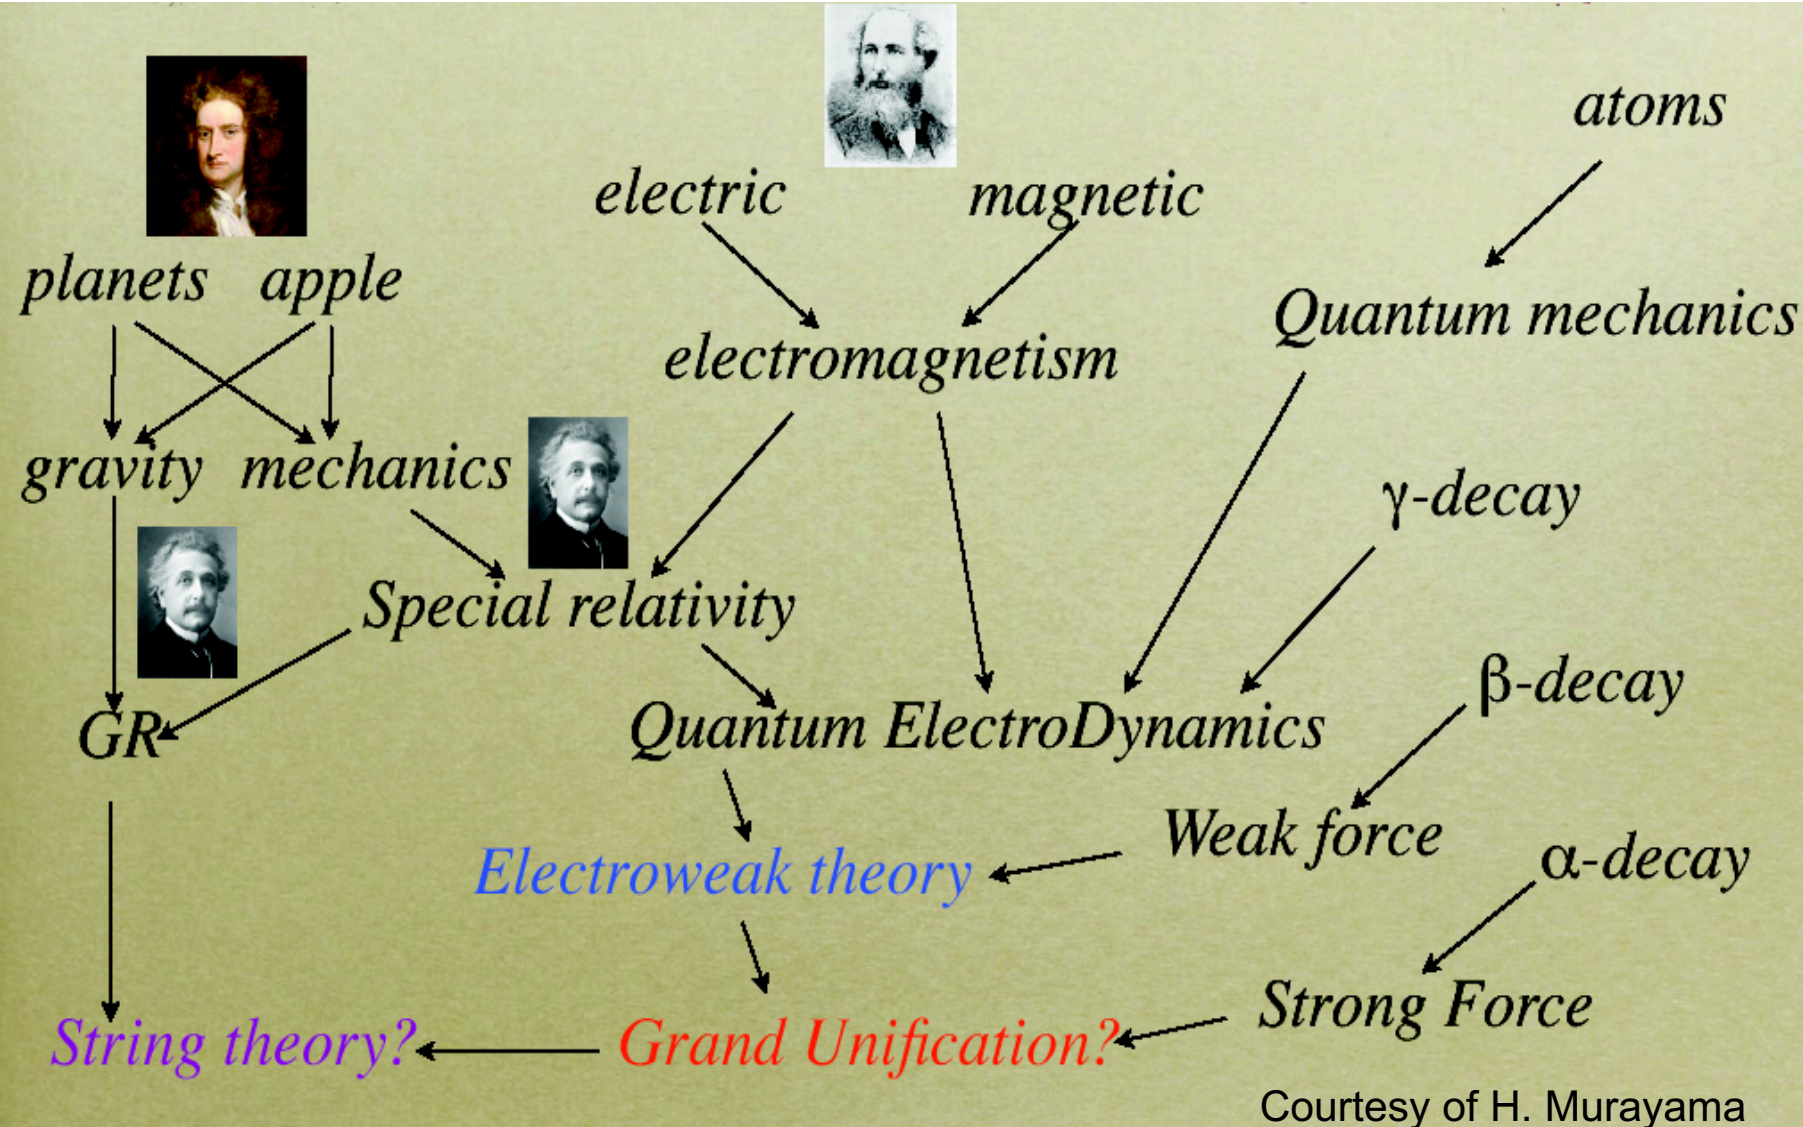 atoms
electric magnetic
planets apple
Quantum mechanics
electromagnetism
gravity mechanics
γ-decay
Special relativity
β-decay
GR
Quantum ElectroDynamics
Weak force
α-decay
Electroweak theory
Strong Force
String theory?
Grand Unification?
Courtesy of H. Murayama